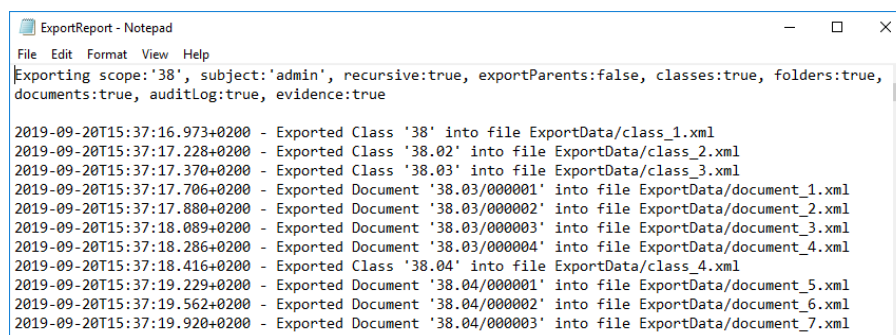 ExportReport - Notepad
File Edit Format View Help
Exporting scope:'38', subject:'admin', recursive:true, exportParents:false, classes:true, folders:true,
documents:true, auditLog:true, evidence:true
2019-09-20T15:37:16.973+0200 - Exported Class '38' into file ExportData/class_1.xml
2019-09-20T15:37:17.228+0200 - Exported Class '38.02' into file ExportData/class_2.xml
2019-09-20T15:37:17.370+0200 - Exported Class '38.03' into file ExportData/class_3.xml
2019-09-20T15:37:17.706+0200 - Exported Document '38.03/000001' into file ExportData/document_1.xml
2019-09-20T15:37:17.880+0200 - Exported Document '38.03/000002' into file ExportData/document_2.xml
2019-09-20T15:37:18.089+0200 - Exported Document '38.03/000003' into file ExportData/document_3.xml
2019-09-20T15:37:18.286+0200 - Exported Document '38.03/000004' into file ExportData/document_4.xml
2019-09-20T15:37:18.416+0200 - Exported Class '38.04' into file ExportData/class_4.xml
2019-09-20T15:37:19.229+0200 - Exported Document '38.04/000001' into file ExportData/document_5.xml
2019-09-20T15:37:19.562+0200 - Exported Document '38.04/000002' into file ExportData/document_6.xml
2019-09-20T15:37:19.920+0200 - Exported Document '38.04/000003' into file ExportData/document_7.xml